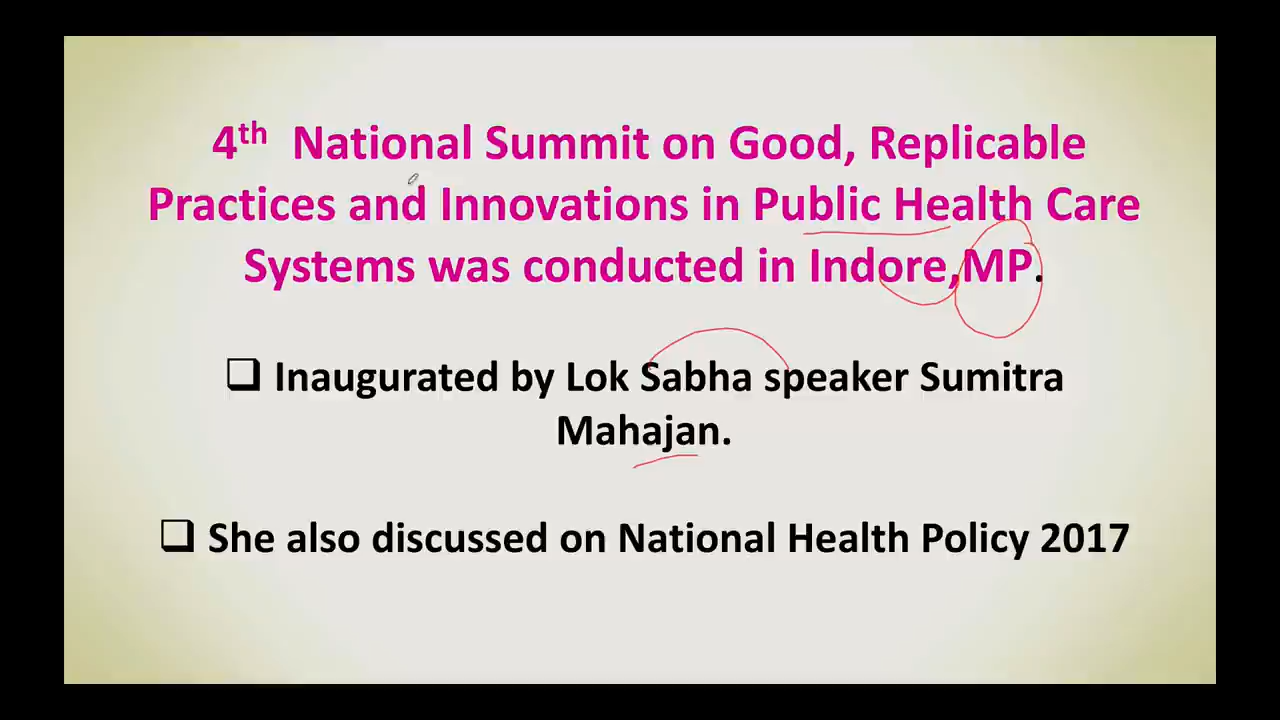 4th National Summit on Good, Replicable
Practices and Innovations in Public Health Care
Systems was conducted in Indore,MP.
❑ Inaugurated by Lok Sabha speaker Sumitra
Mahajan.
❑ She also discussed on National Health Policy 2017